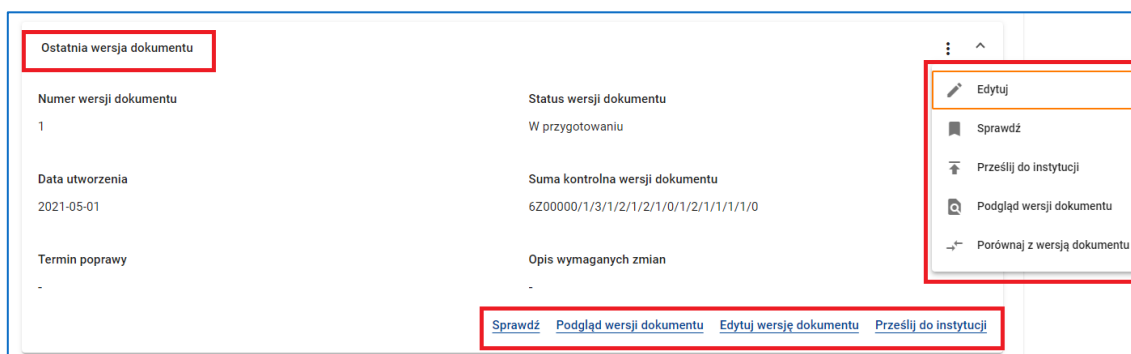 Ostatnia wersja dokumentu
Numer wersji dokumentu
1
Status wersji dokumentu
W przygotowaniu
Data utworzenia
2021-05-01
Suma kontrolna wersji dokumentu
6Z00000/1/3/1/2/1/2/1/0/1/2/1/1/1/1/0
Termin poprawy
-
Opis wymaganych zmian
-
Sprawdź Podgląd wersji dokumentu Edytuj wersję dokumentu Prześlij do instytucji
Edytuj
Sprawdź
Prześlij do instytucji
Podgląd wersji dokumentu
Porównaj z wersją dokumentu